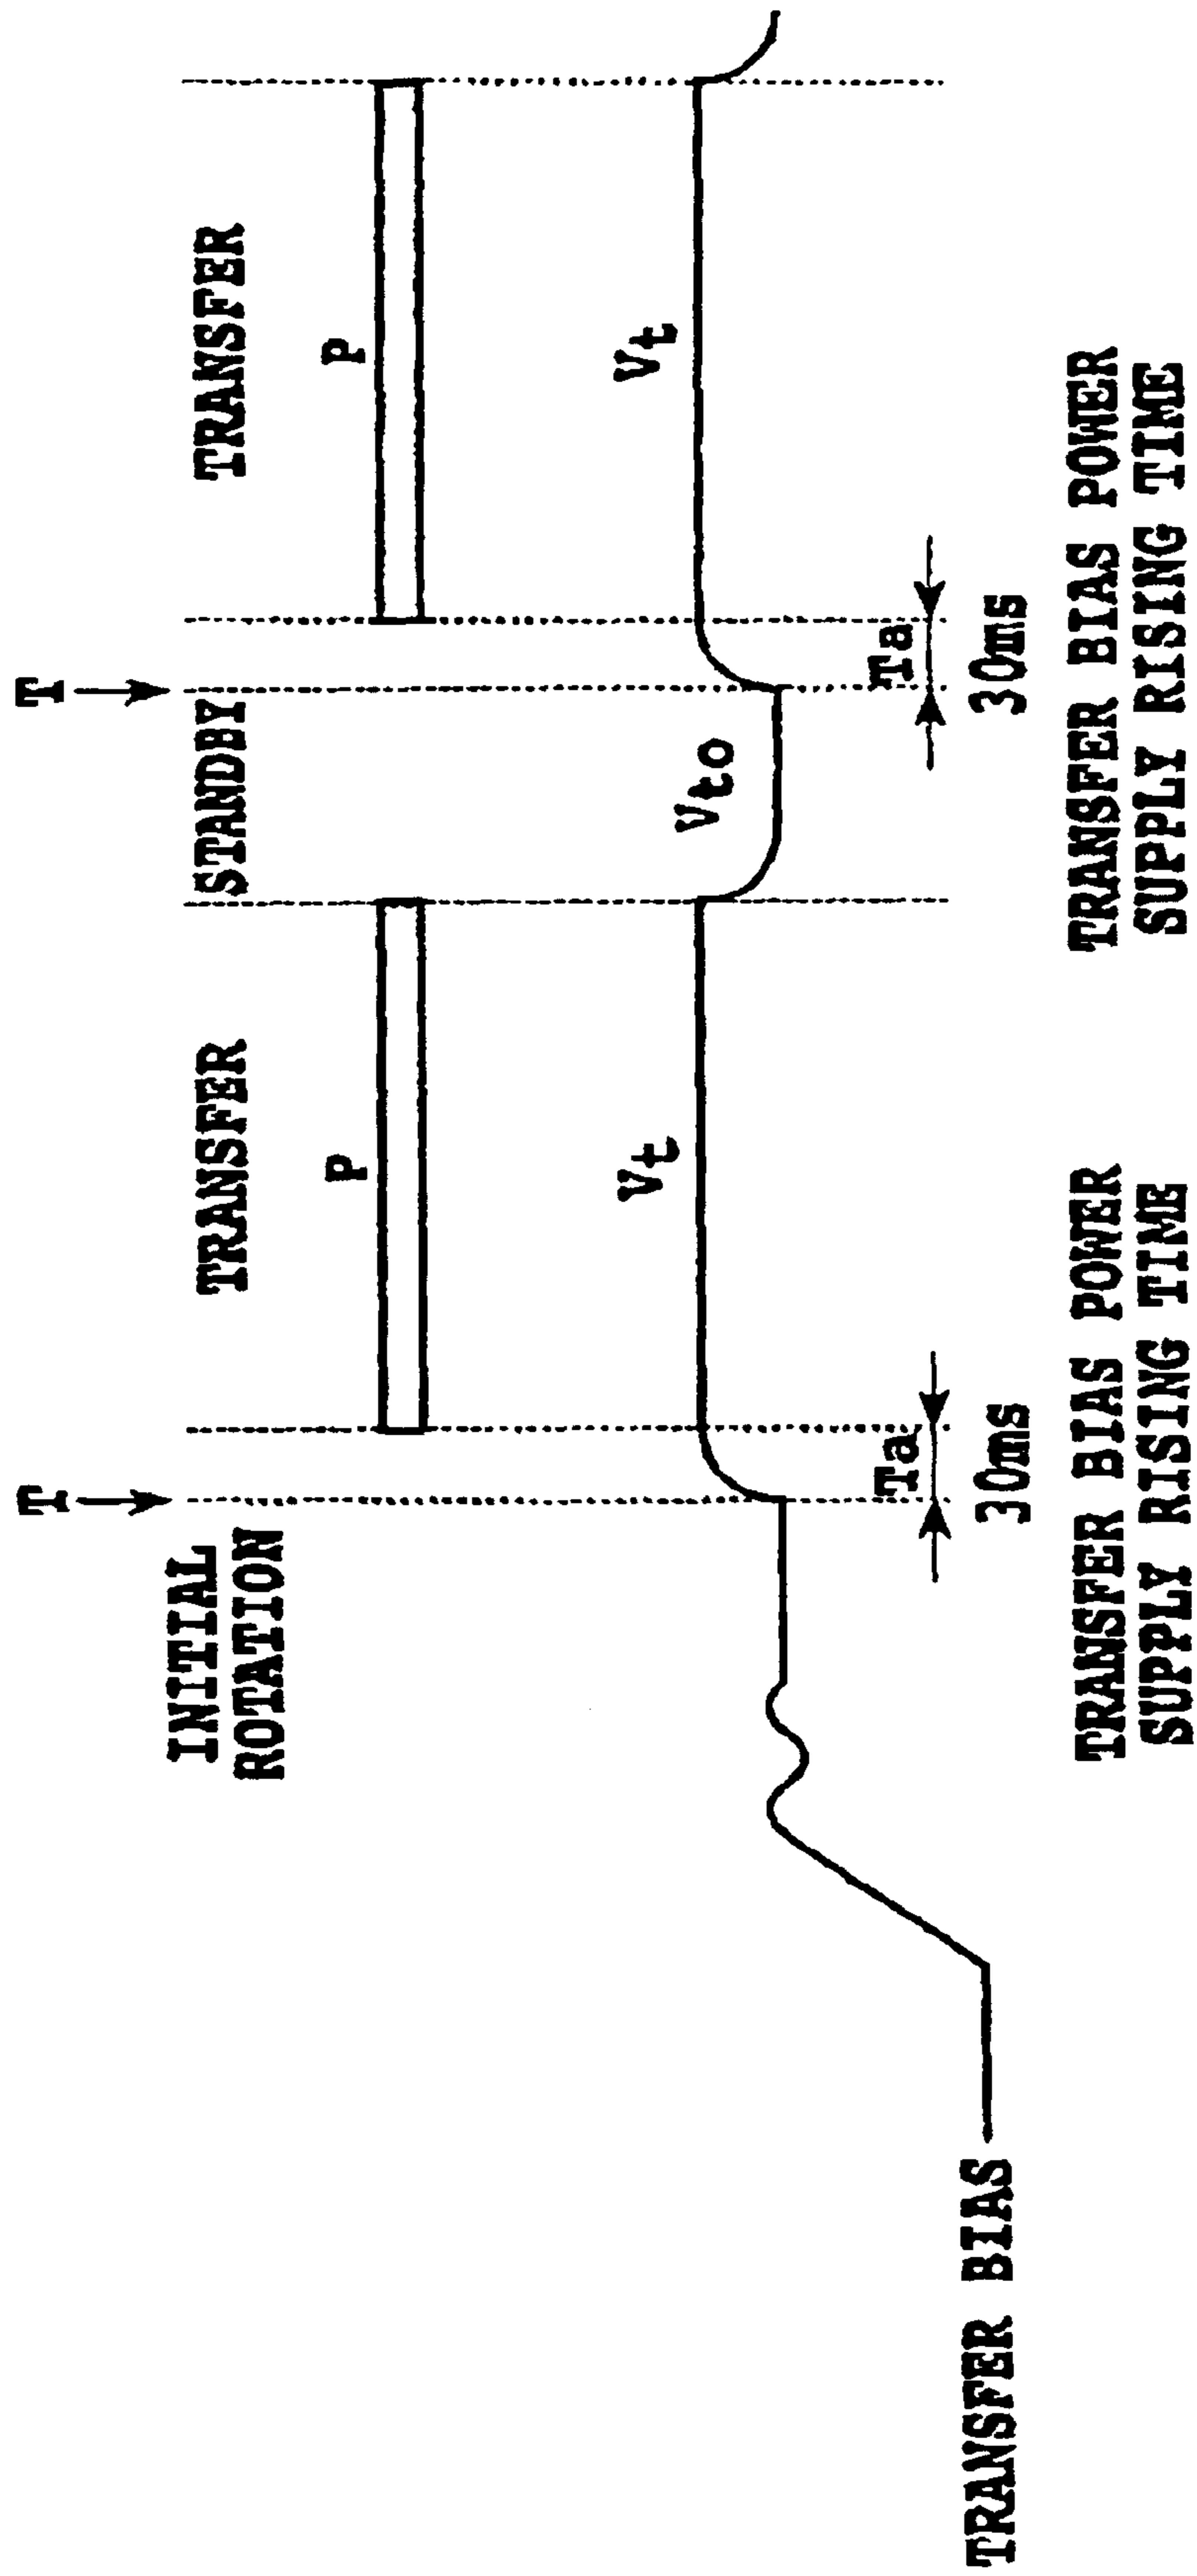 T
T
INITIAL
ROTATION
TRANSFER
STANDBY
TRANSFER
P
P
Vt
Vto
Vt
Ta
30ms
Ta
30ms
TRANSFER BIAS
TRANSFER BIAS POWER
SUPPLY RISING TIME
TRANSFER BIAS POWER
SUPPLY RISING TIME